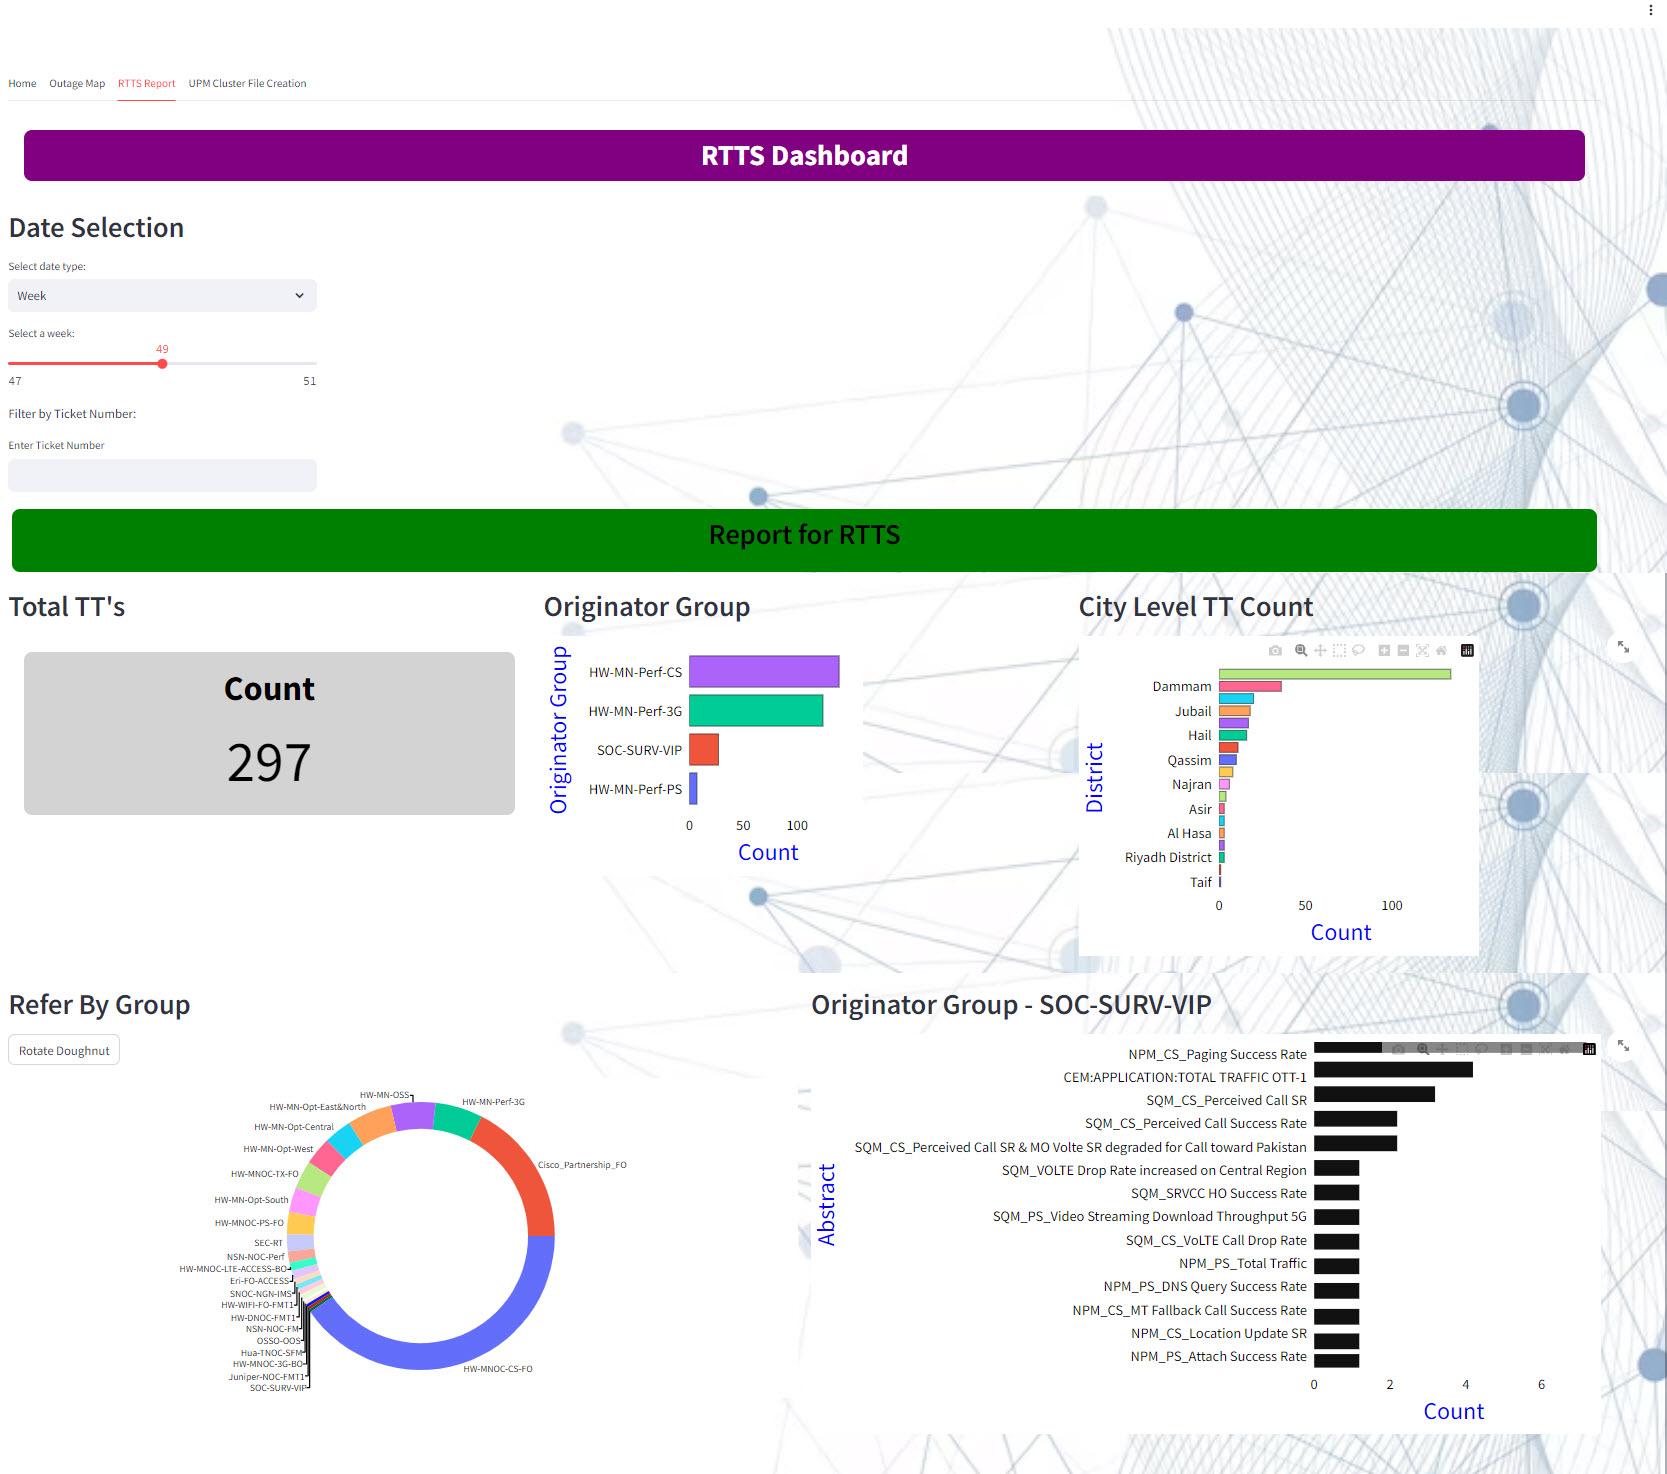 Home Outage Map RTTS Report UPM Cluster File Creation
RTTS Dashboard
Date Selection
Select date type:
Week
Select a week:
49
47 51
Filter by Ticket Number:
Enter Ticket Number
Report for RTTS
Total TT's
Count
297
Originator Group
Originator Group
HW-MN-Perf-CS
HW-MN-Perf-3G
SOC-SURV-VIP
HW-MN-Perf-PS
0 50 100
Count
City Level TT Count
District
Dammam
Jubail
Hail
Qassim
Najran
Asir
Al Hasa
Riyadh District
Taif
0 50 100
Count
Refer By Group
Rotate Doughnut
HW-MN-OSS
HW-MN-Perf-3G
HW-MN-Opt-East&North
HW-MN-Opt-Central
HW-MN-Opt-West
Cisco_Partnership_FO
HW-MNOC-TX-FO
HW-MN-Opt-South
HW-MNOC-PS-FO
SEC-RT
NSN-NOC-Perf
HW-MNOC-LTE-ACCESS-BO
Eri-FO-ACCESS
SNOC-NGN-IMS
HW-WIFI-FO-FMT1
HW-DNOC-FMT1
NSN-NOC-FM
OSSO-OOS
Hua-TNOC-SFM
HW-MNOC-3G-BO
HW-MNOC-CS-FO
Juniper-NOC-FMT1
SOC-SURV-VIP
Originator Group - SOC-SURV-VIP
Abstract
NPM_CS_Paging Success Rate
CEM:APPLICATION:TOTAL TRAFFIC OTT-1
SQM_CS_Perceived Call SR
SQM_CS_Perceived Call Success Rate
SQM_CS_Perceived Call SR & MO Volte SR degraded for Call toward Pakistan
SQM_VOLTE Drop Rate increased on Central Region
SQM_SRVCC HO Success Rate
SQM_PS_Video Streaming Download Throughput 5G
SQM_CS_VoLTE Call Drop Rate
NPM_PS_Total Traffic
NPM_PS_DNS Query Success Rate
NPM_CS_MT Fallback Call Success Rate
NPM_CS_Location Update SR
NPM_PS_Attach Success Rate
0 2 4 6
Count